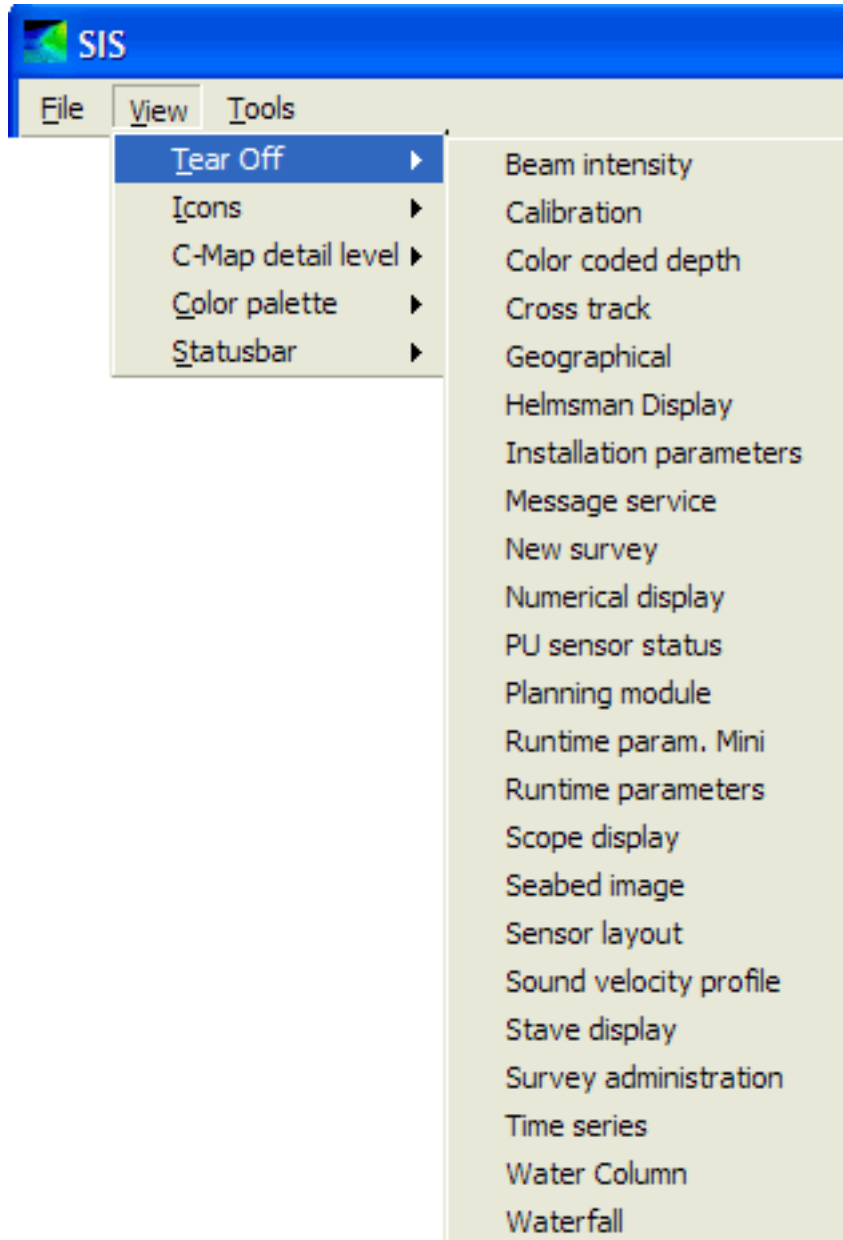 SIS
File View Tools
Tear Off
Icons
C-Map detail level
Color palette
Statusbar
Beam intensity
Calibration
Color coded depth
Cross track
Geographical
Helmsman Display
Installation parameters
Message service
New survey
Numerical display
PU sensor status
Planning module
Runtime param. Mini
Runtime parameters
Scope display
Seabed image
Sensor layout
Sound velocity profile
Stave display
Survey administration
Time series
Water Column
Waterfall